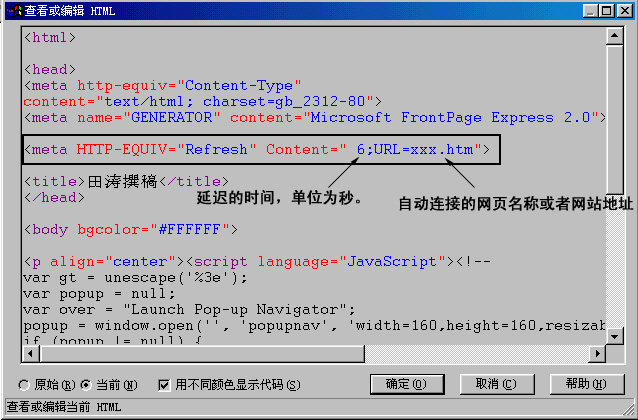 查看或编辑 HTML
<html>
<head>
<meta http-equiv="Content-Type"
content="text/html; charset=gb_2312-80">
<meta name="GENERATOR" content="Microsoft FrontPage Express 2.0">
<meta HTTP-EQUIV="Refresh" Content=" 6;URL=xxx.htm">
<title>田涛撰稿</title>
延迟的时间，单位为秒。
自动连接的网页名称或者网站地址
</head>
<body bgcolor="#FFFFFF">
<p align="center"><script language="JavaScript"><!--
var gt = unescape('%3e');
var popup = null;
var over = "Launch Pop-up Navigator";
popup = window.open('', 'popupnav', 'width=160,height=160,resizab
if (popup != null) {
原始(R) 当前(N) 用不同颜色显示代码(S) 确定(O) 取消(C) 帮助(H)
查看或编辑当前 HTML